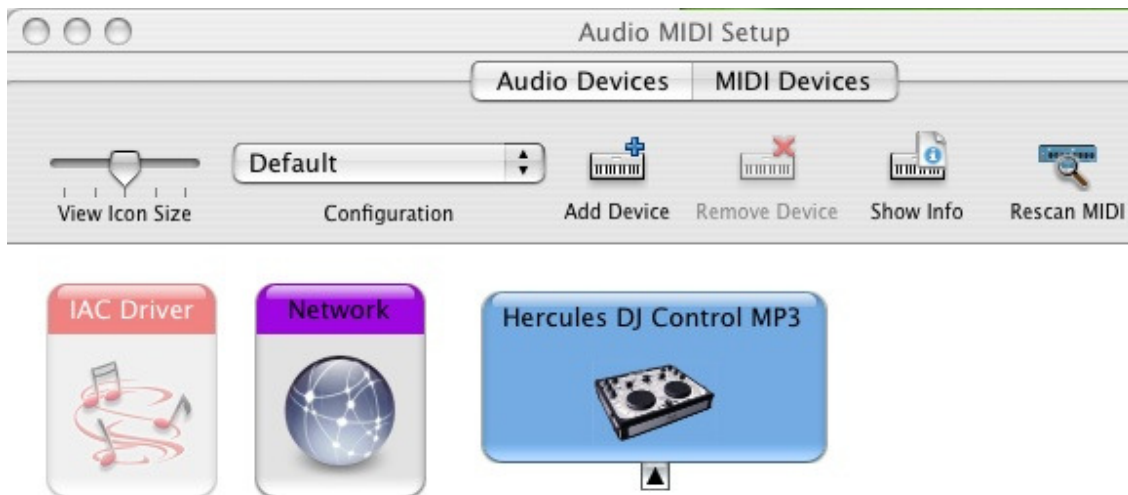 Audio MIDI Setup
Audio Devices MIDI Devices
Default
View Icon Size Configuration Add Device Remove Device Show Info Rescan MIDI
IAC Driver Network Hercules DJ Control MP3